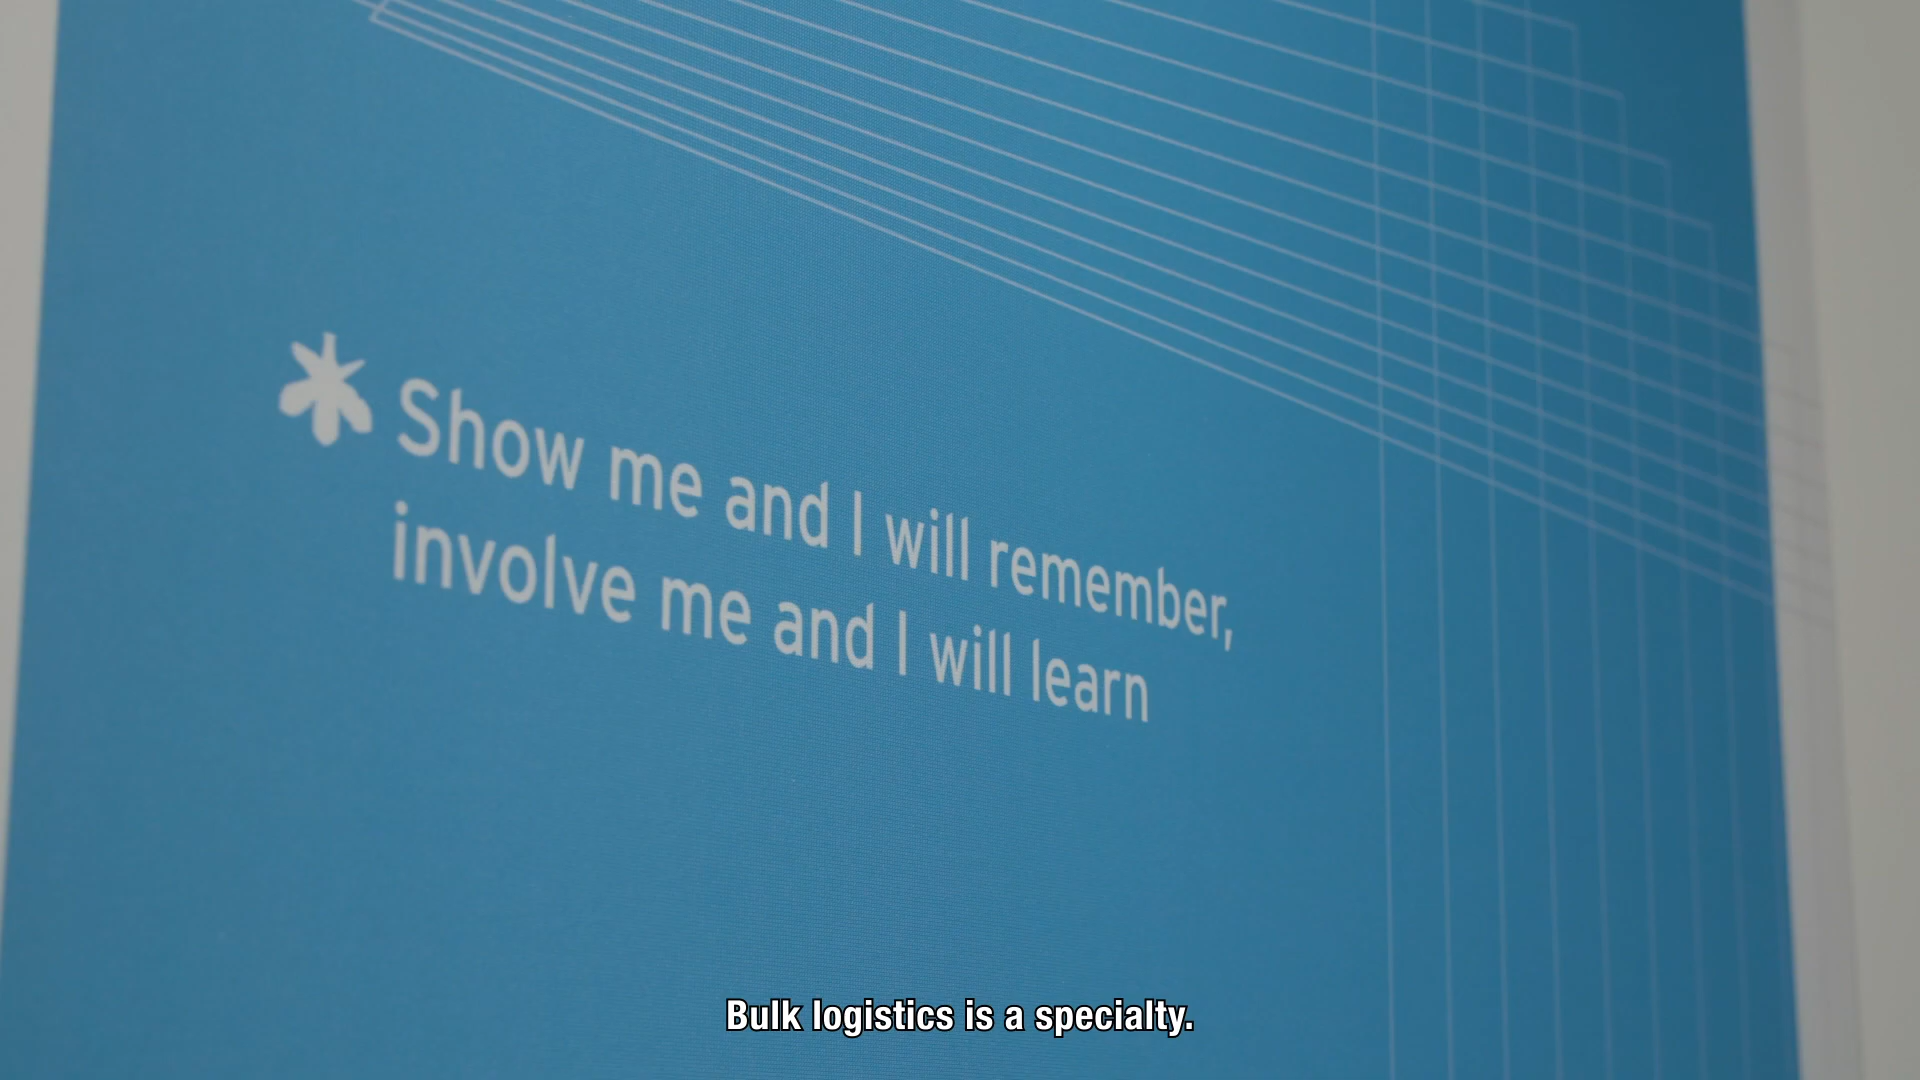 Show me and I will remember,
involve me and I will learn
Bulk logistics is a specialty.